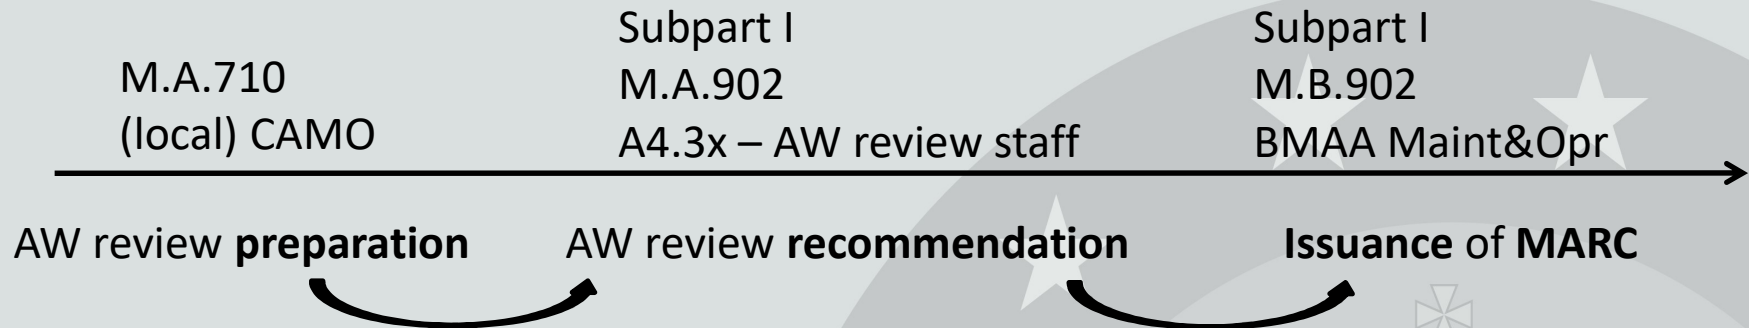 M.A.710
(local) CAMO
Subpart I
M.A.902
A4.3x – AW review staff
Subpart I
M.B.902
BMAA Maint&Opr
AW review preparation
AW review recommendation
Issuance of MARC